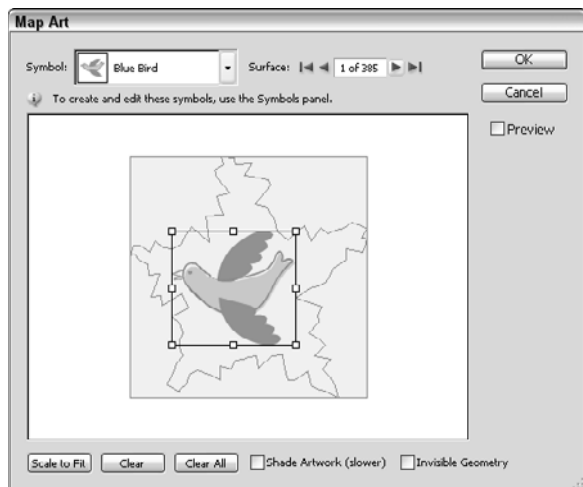 Map Art
Symbol: Blue Bird Surface: 1 of 385 OK
To create and edit these symbols, use the Symbols panel. Cancel
Preview
Scale to Fit Clear Clear All Shade Artwork (slower) Invisible Geometry